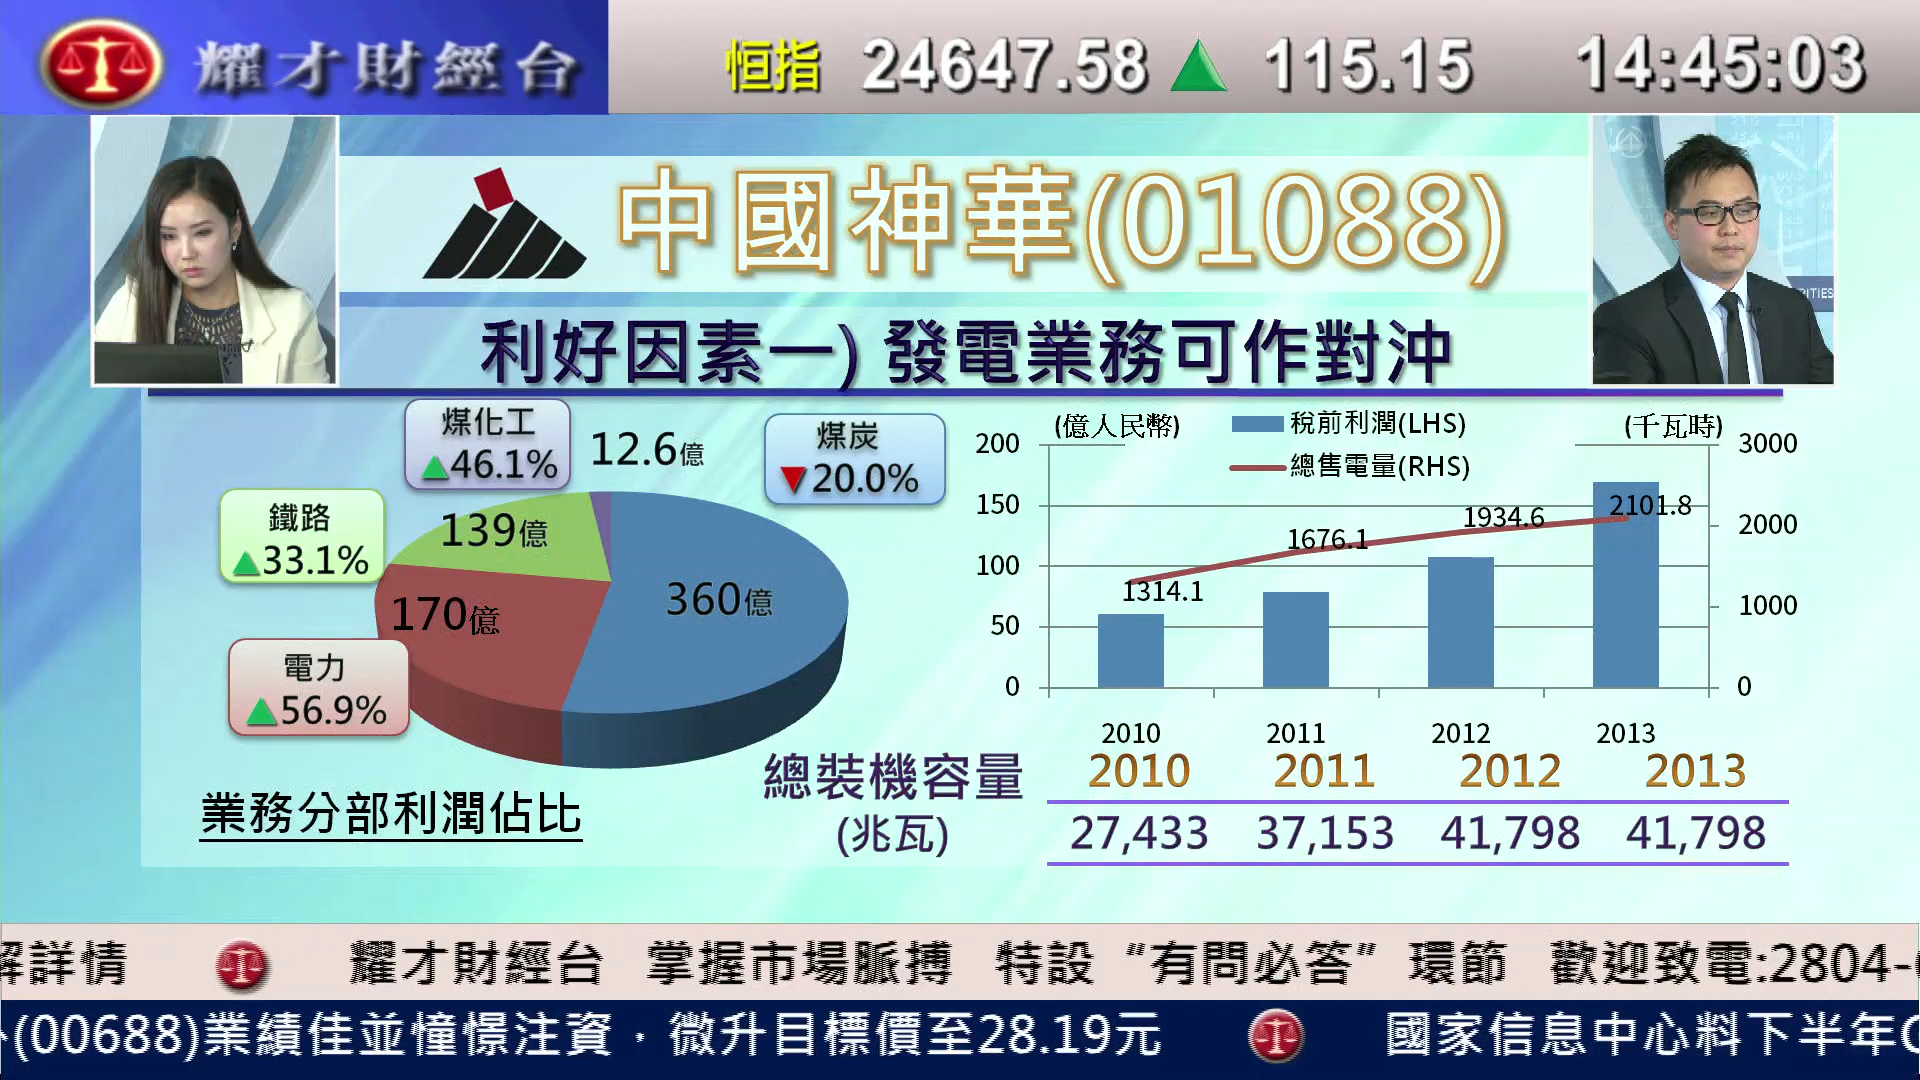 耀才財經台
恒指 24647.58 ▲ 115.15 14:45:03
中國神華(01088)
利好因素一) 發電業務可作對沖
煤化工
▲46.1%
12.6億
煤炭
▼20.0%
鐵路
▲33.1%
139億
360億
170億
電力
▲56.9%
業務分部利潤佔比
(億人民幣)
稅前利潤(LHS)
(千瓦時)
總售電量(RHS)
200
150
100
50
0
3000
2000
1000
0
1314.1
1676.1
1934.6
2101.8
2010 2011 2012 2013
總裝機容量
(兆瓦)
2010 2011 2012 2013
27,433 37,153 41,798 41,798
解詳情 耀才財經台 掌握市場脈搏 特設“有問必答”環節 歡迎致電:2804-
(00688)業績佳並憧憬注資，微升目標價至28.19元 國家信息中心料下半年